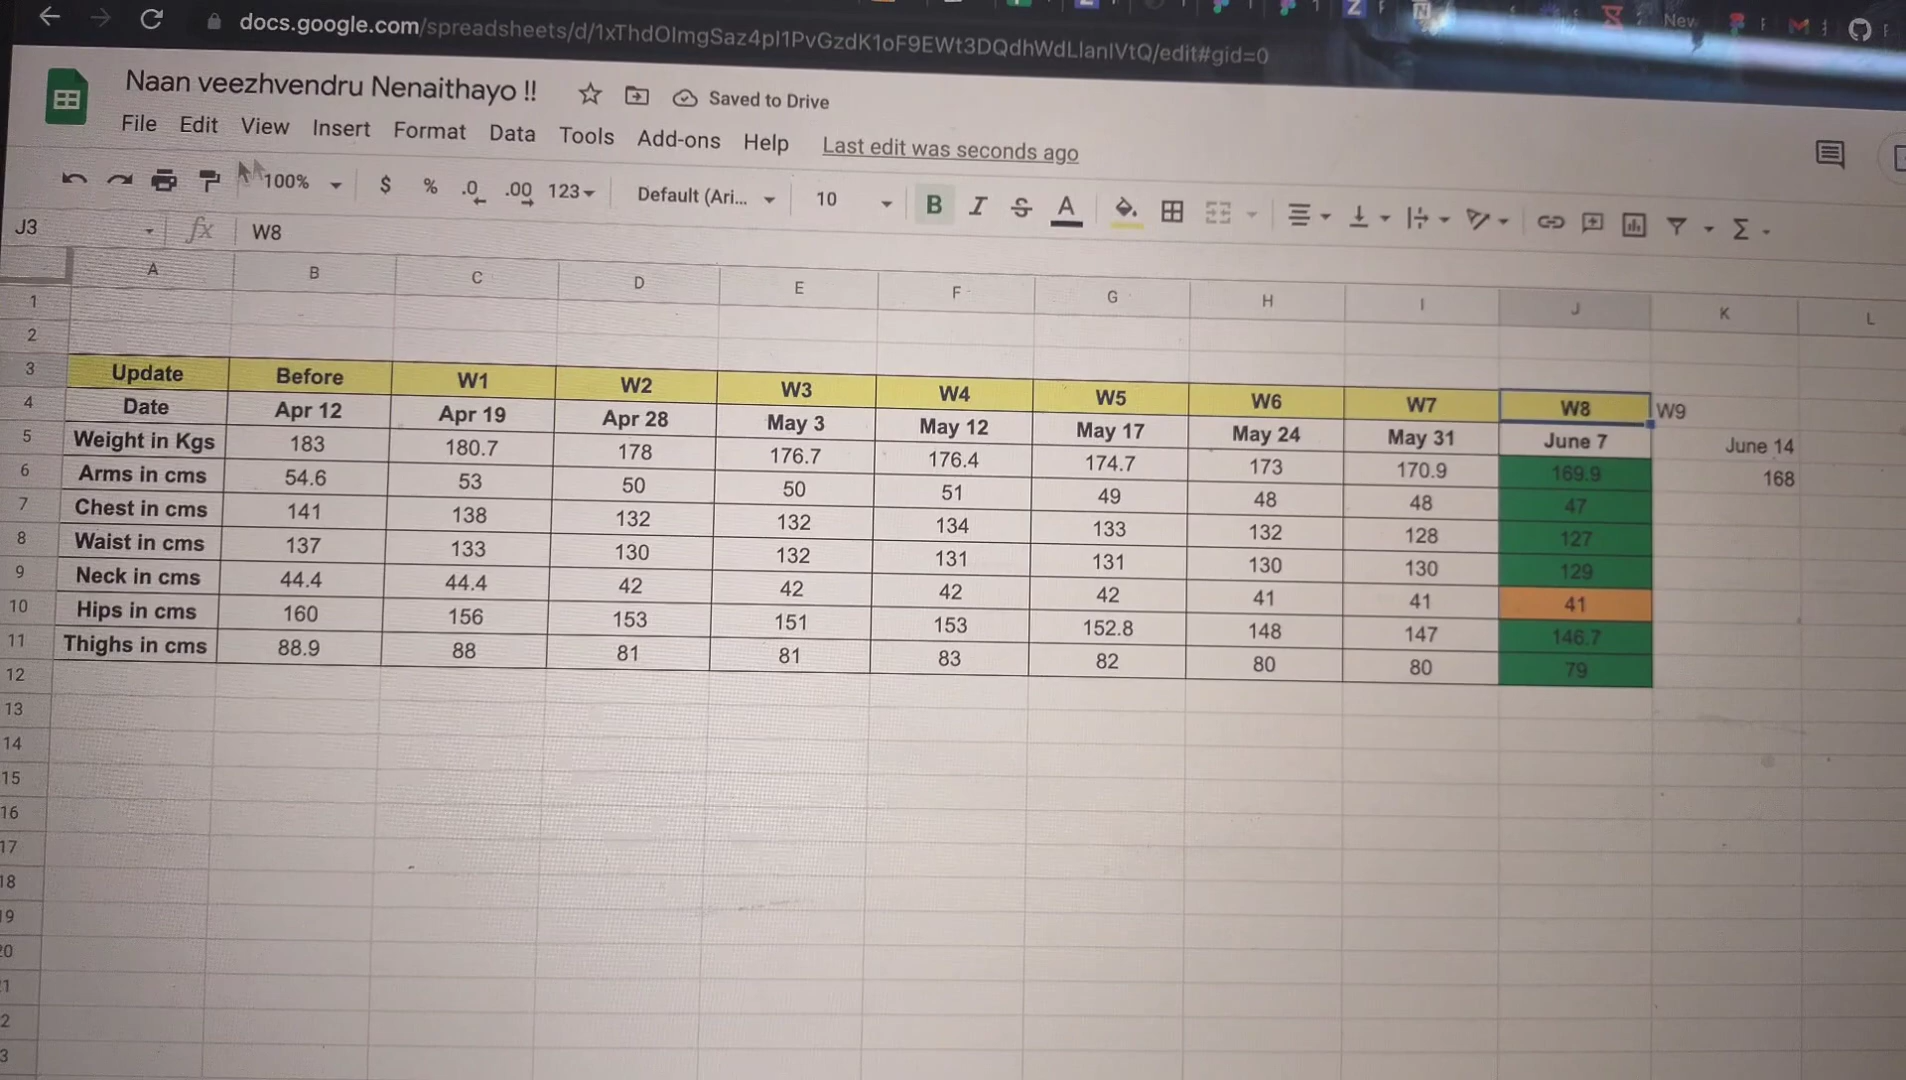 docs.google.com/spreadsheets/d/1xThdOlmgSaz4pl1PvGzdK1oF9EWt3DQdhWdLlanlVtQ/edit#gid=0
New
Naan veezhvendru Nenaithayo !!
Saved to Drive
File Edit View Insert Format Data Tools Add-ons Help Last edit was seconds ago
100% $ % .0 .00 123 Default (Ari... 10 B I S A
J3 fx W8
A B C D E F G H I J K L
1
2
3 Update Before W1 W2 W3 W4 W5 W6 W7 W8 W9
4 Date Apr 12 Apr 19 Apr 28 May 3 May 12 May 17 May 24 May 31 June 7 June 14
5 Weight in Kgs 183 180.7 178 176.7 176.4 174.7 173 170.9 169.9 168
6 Arms in cms 54.6 53 50 50 51 49 48 48 47
7 Chest in cms 141 138 132 132 134 133 132 128 127
8 Waist in cms 137 133 130 132 131 131 130 130 129
9 Neck in cms 44.4 44.4 42 42 42 42 41 41 41
10 Hips in cms 160 156 153 151 153 152.8 148 147 146.7
11 Thighs in cms 88.9 88 81 81 83 82 80 80 79
12
13
14
15
16
17
18
19
20